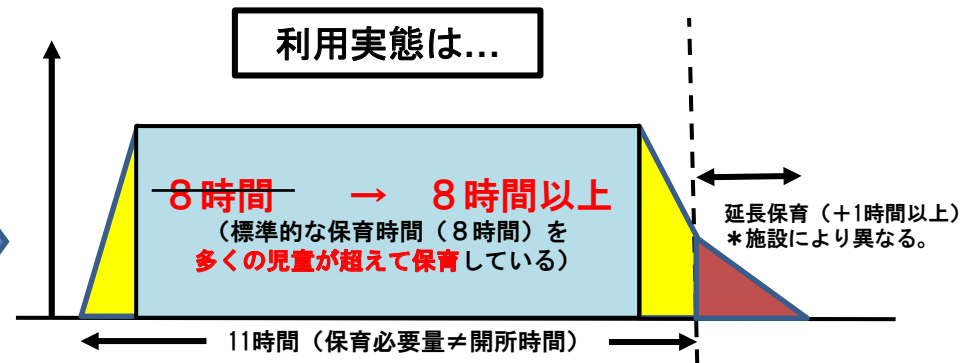 利用実態は…
８時間 → ８時間以上
（標準的な保育時間（８時間）を
多くの児童が超えて保育している）
延長保育（＋1時間以上）
＊施設により異なる。
11時間（保育必要量≠開所時間）